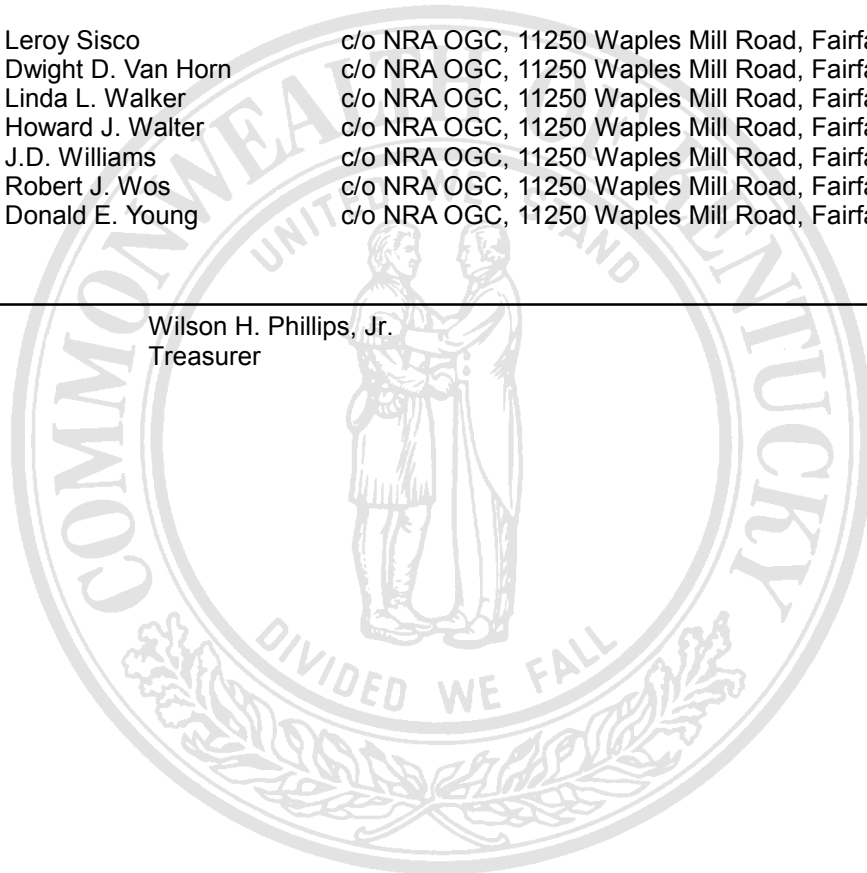 Leroy Sisco c/o NRA OGC, 11250 Waples Mill Road, Fairfa
Dwight D. Van Horn c/o NRA OGC, 11250 Waples Mill Road, Fairfa
Linda L. Walker c/o NRA OGC, 11250 Waples Mill Road, Fairfa
Howard J. Walter c/o NRA OGC, 11250 Waples Mill Road, Fairfa
J.D. Williams c/o NRA OGC, 11250 Waples Mill Road, Fairfa
Robert J. Wos c/o NRA OGC, 11250 Waples Mill Road, Fairfa
Donald E. Young c/o NRA OGC, 11250 Waples Mill Road, Fairfa
Wilson H. Phillips, Jr.
Treasurer
COMMONWEALTH OF KENTUCKY
UNITED WE STAND
DIVIDED WE FALL